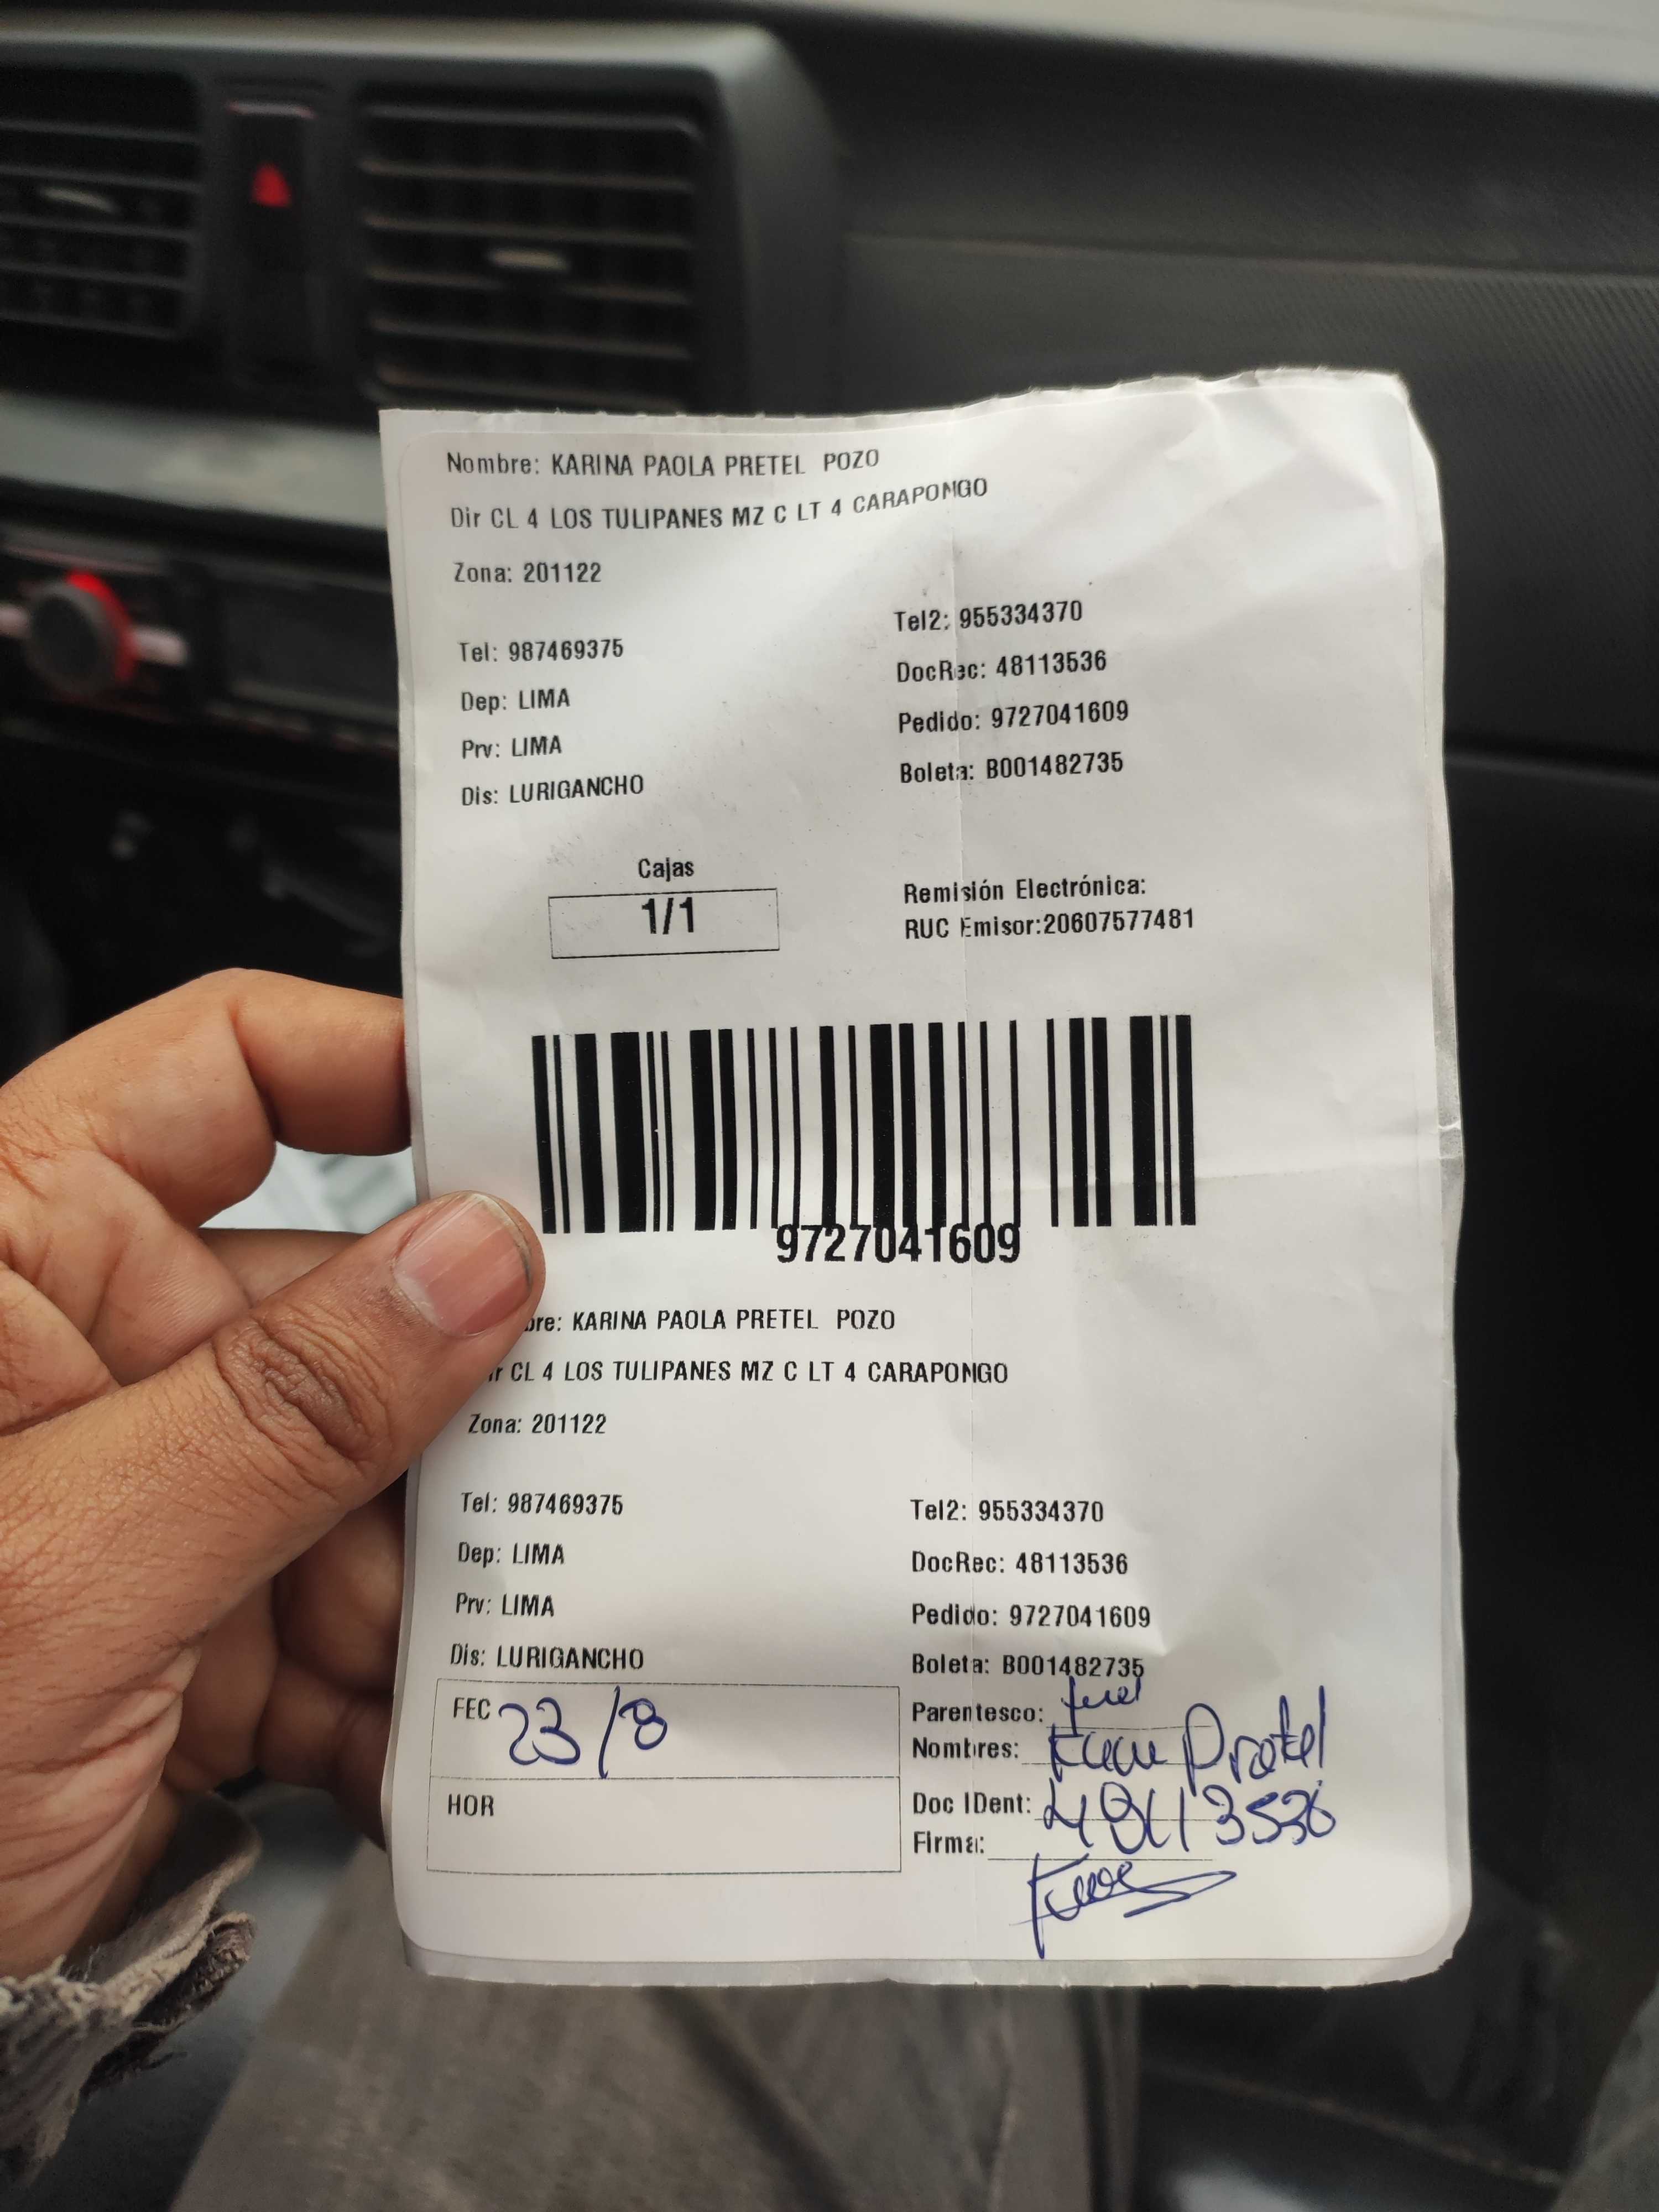 Nombre: KARINA PAOLA PRETEL POZO
Dir CL 4 LOS TULIPANES MZ C LT 4 CARAPONGO
Zona: 201122
Tel: 987469375
Dep: LIMA
Prv: LIMA
Dis: LURIGANCHO
Tel2: 955334370
DocRec: 48113536
Pedido: 9727041609
Boleta: B001482735
Cajas
1/1
Remisión Electrónica:
RUC Emisor:20607577481
9727041609
bre: KARINA PAOLA PRETEL POZO
ir CL 4 LOS TULIPANES MZ C LT 4 CARAPONGO
Zona: 201122
Tel: 987469375
Dep: LIMA
Prv: LIMA
Dis: LURIGANCHO
Tel2: 955334370
DocRec: 48113536
Pedido: 9727041609
Boleta: B001482735
FEC 23/8
HOR
Parentesco:
Nombres: Pretel
Doc IDent: 48113536
Firma: